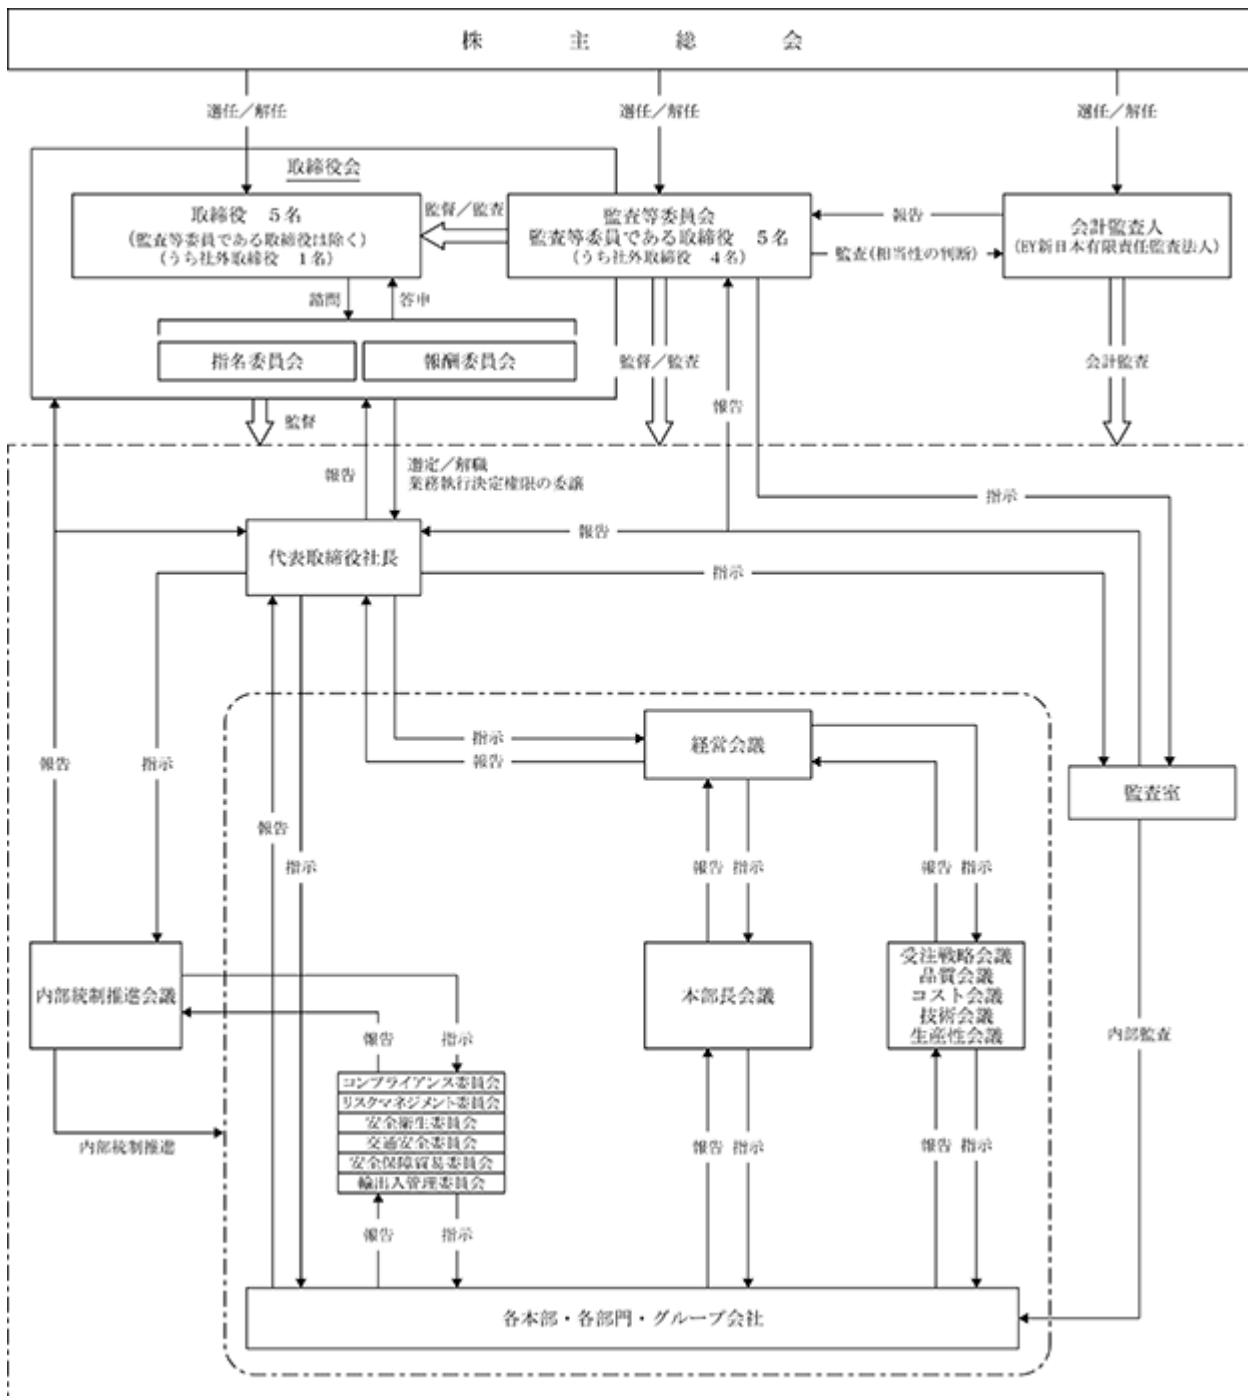 株主総会
選任／解任
選任／解任
選任／解任
取締役会
取締役 5名
(監査等委員である取締役は除く)
(うち社外取締役 1名)
監督／監査
監査等委員会
監査等委員である取締役 5名
(うち社外取締役 4名)
報告
監査(相当性の判断)
会計監査人
(EY新日本有限責任監査法人)
諮問
答申
指名委員会
報酬委員会
監督／監査
会計監査
報告
監督
報告
選定／解職
業務執行決定権限の委譲
指示
報告
代表取締役社長
指示
経営会議
指示
報告
報告
指示
監査室
報告
指示
報告
指示
報告
指示
内部統制推進会議
本部長会議
受注戦略会議
品質会議
コスト会議
技術会議
生産性会議
報告
指示
内部監査
コンプライアンス委員会
リスクマネジメント委員会
安全衛生委員会
交通安全委員会
安全保障貿易委員会
輸出入管理委員会
内部統制推進
報告
指示
報告
指示
報告
指示
各本部・各部門・グループ会社